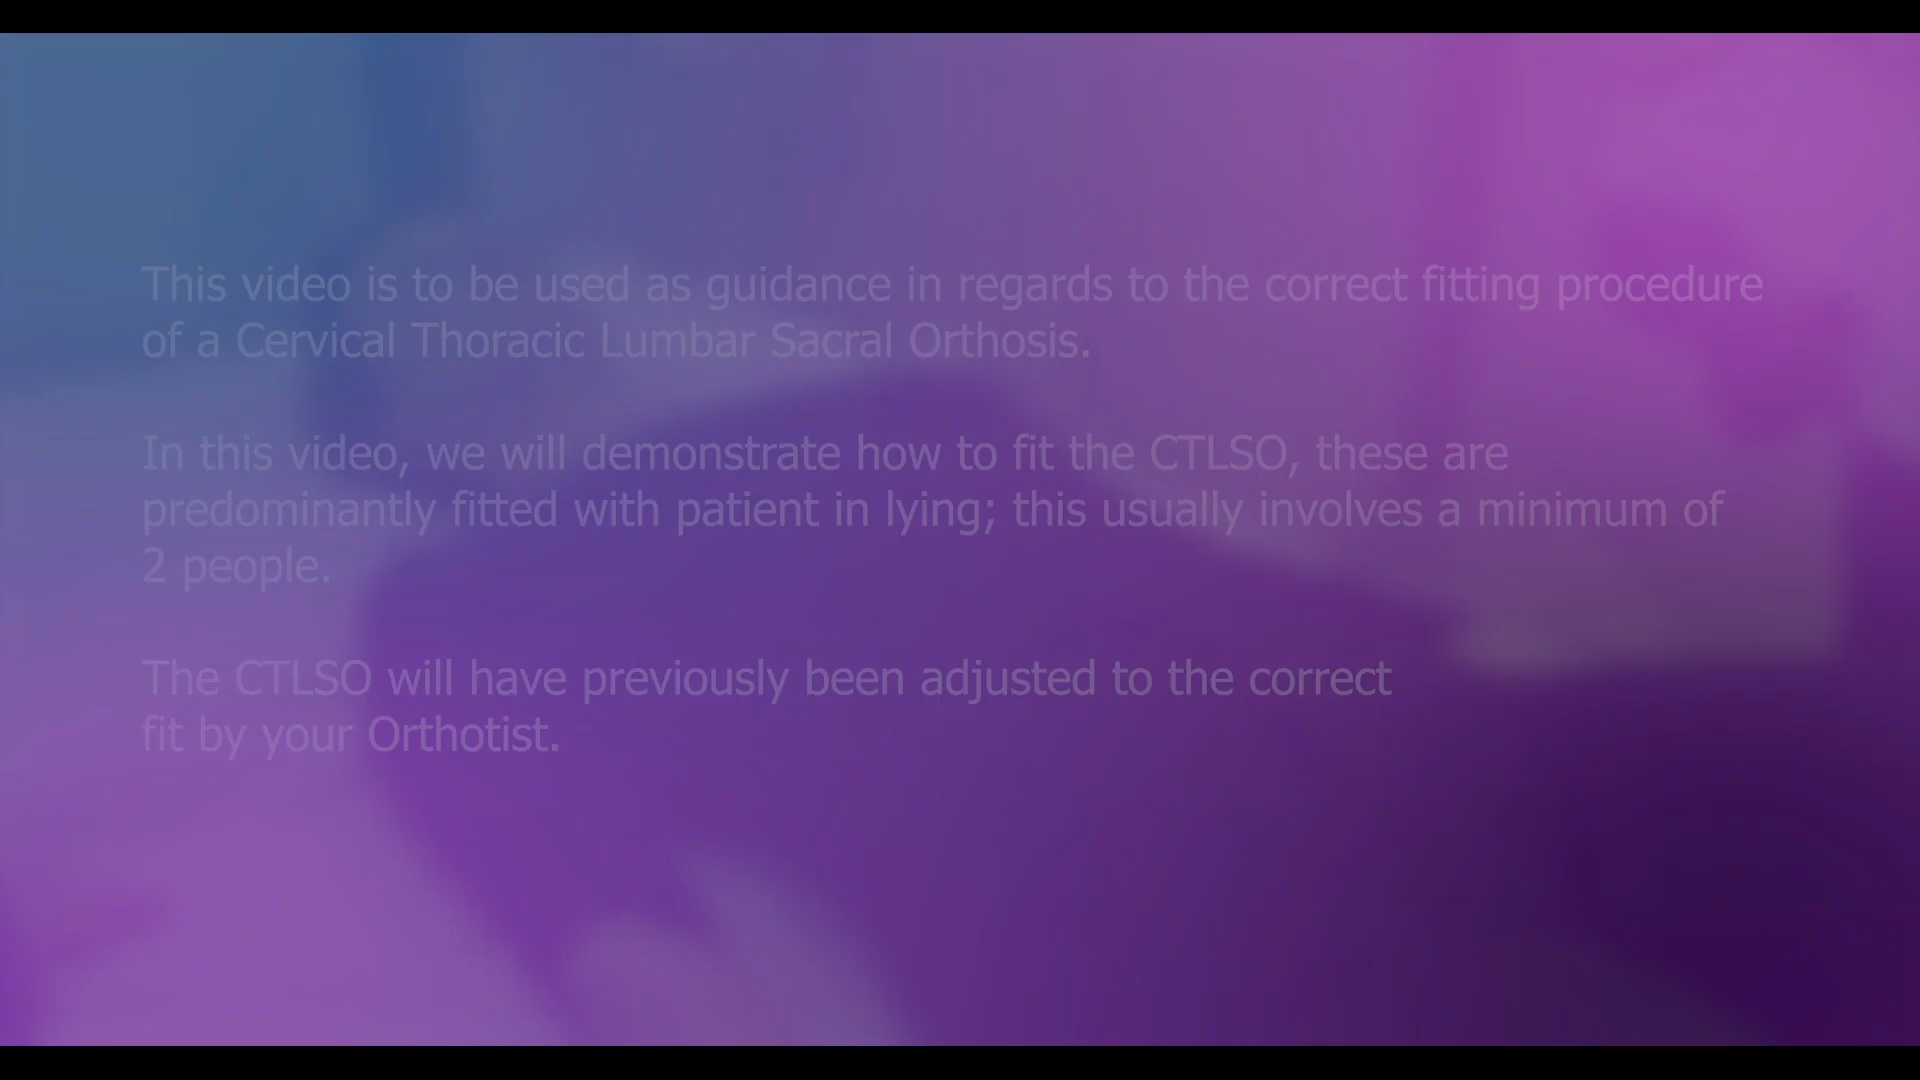 This video is to be used as guidance in regards to the correct fitting procedure
of a Cervical Thoracic Lumbar Sacral Orthosis.
In this video, we will demonstrate how to fit the CTLSO, these are
predominantly fitted with patient in lying; this usually involves a minimum of
2 people.
The CTLSO will have previously been adjusted to the correct
fit by your Orthotist.